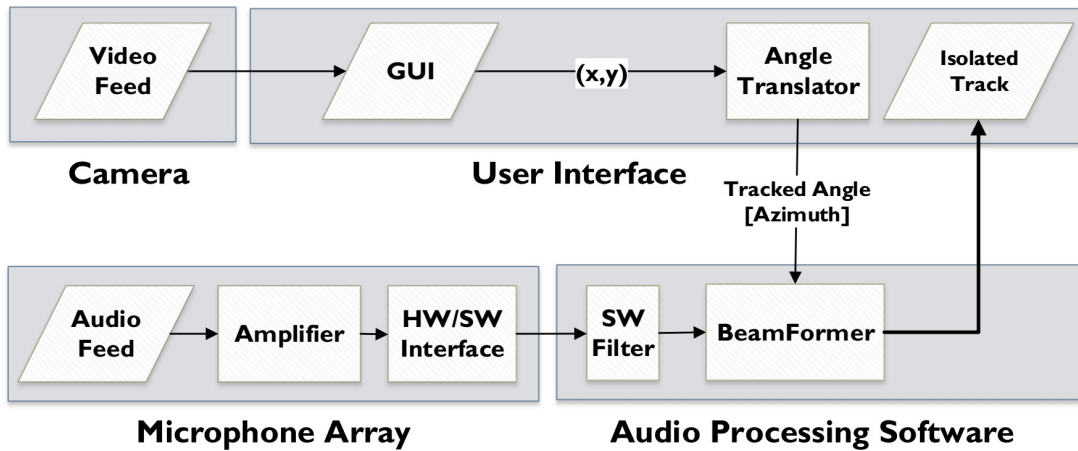 Video
Feed
GUI
(x,y)
Angle
Translator
Isolated
Track
Camera
User Interface
Tracked Angle
[Azimuth]
Audio
Feed
Amplifier
HW/SW
Interface
SW
Filter
BeamFormer
Microphone Array
Audio Processing Software